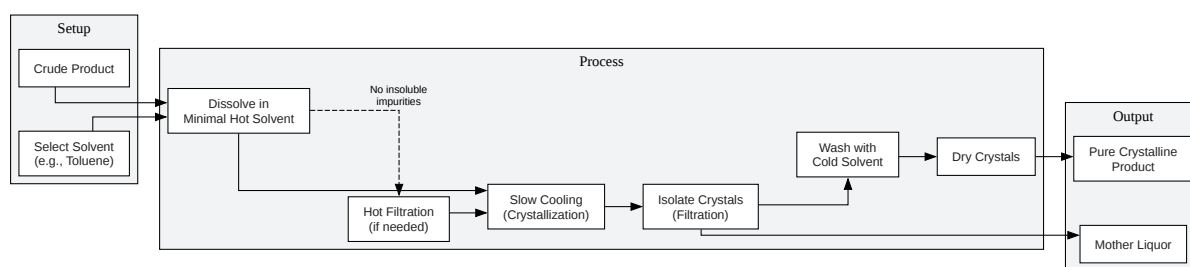 Setup
Crude Product
Select Solvent
(e.g., Toluene)
Process
Dissolve in
Minimal Hot Solvent
No insoluble
impurities
Hot Filtration
(if needed)
Slow Cooling
(Crystallization)
Isolate Crystals
(Filtration)
Wash with
Cold Solvent
Dry Crystals
Output
Pure Crystalline
Product
Mother Liquor